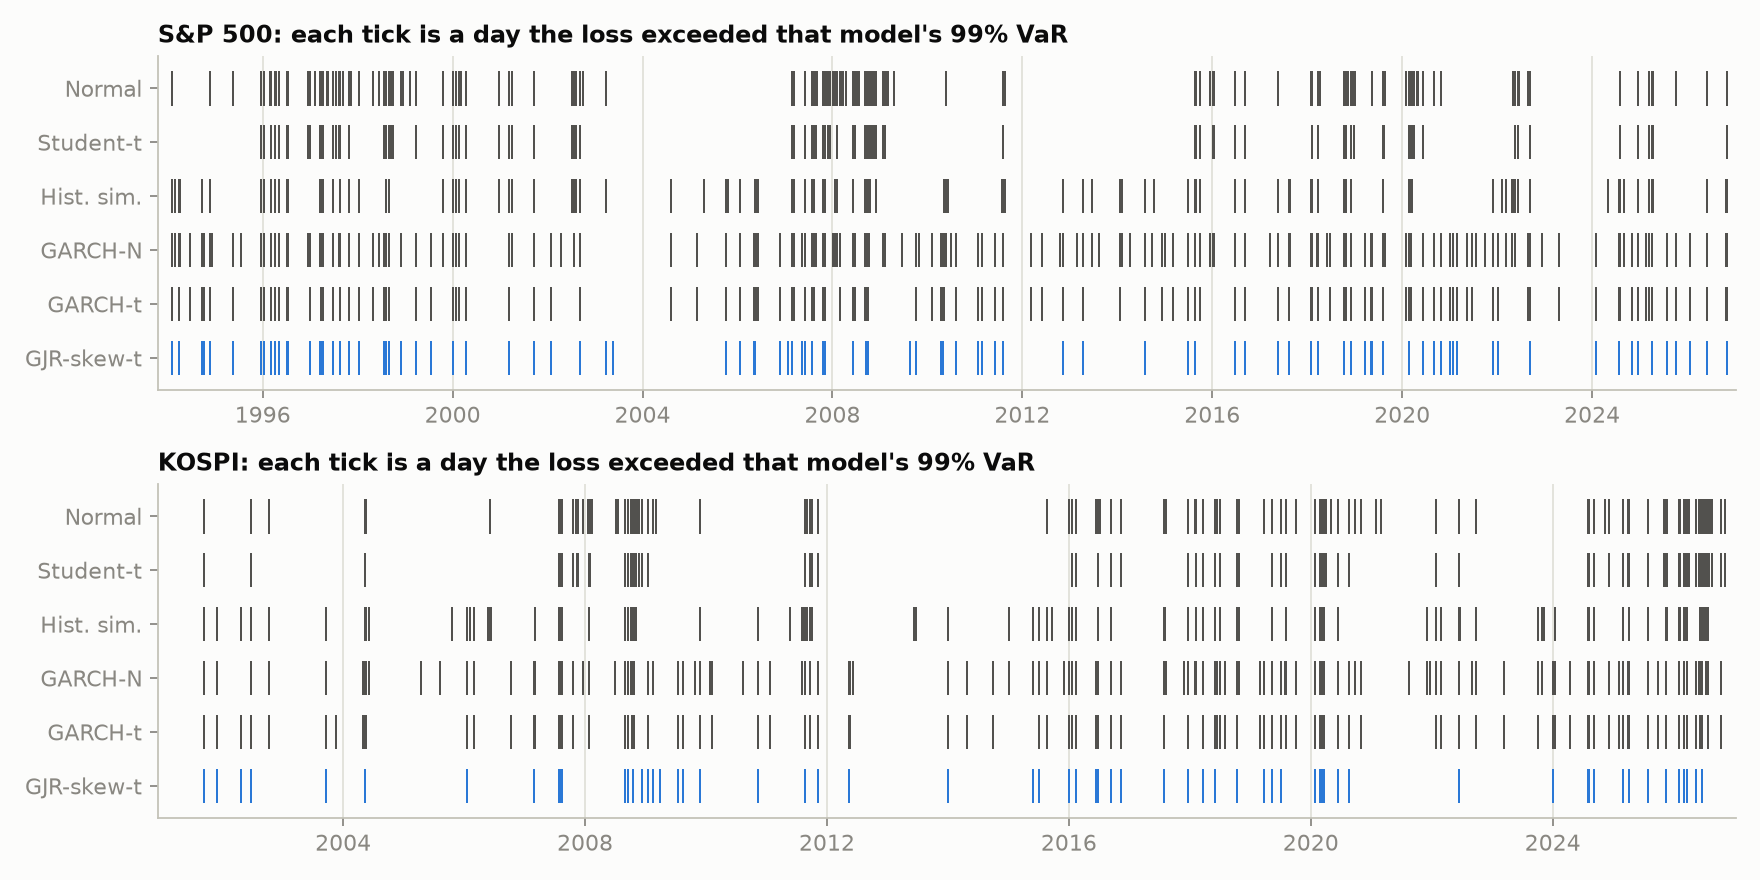 S&P 500: each tick is a day the loss exceeded that model's 99% VaR
Normal
Student-t
Hist. sim.
GARCH-N
GARCH-t
GJR-skew-t
1996 2000 2004 2008 2012 2016 2020 2024
KOSPI: each tick is a day the loss exceeded that model's 99% VaR
Normal
Student-t
Hist. sim.
GARCH-N
GARCH-t
GJR-skew-t
2004 2008 2012 2016 2020 2024